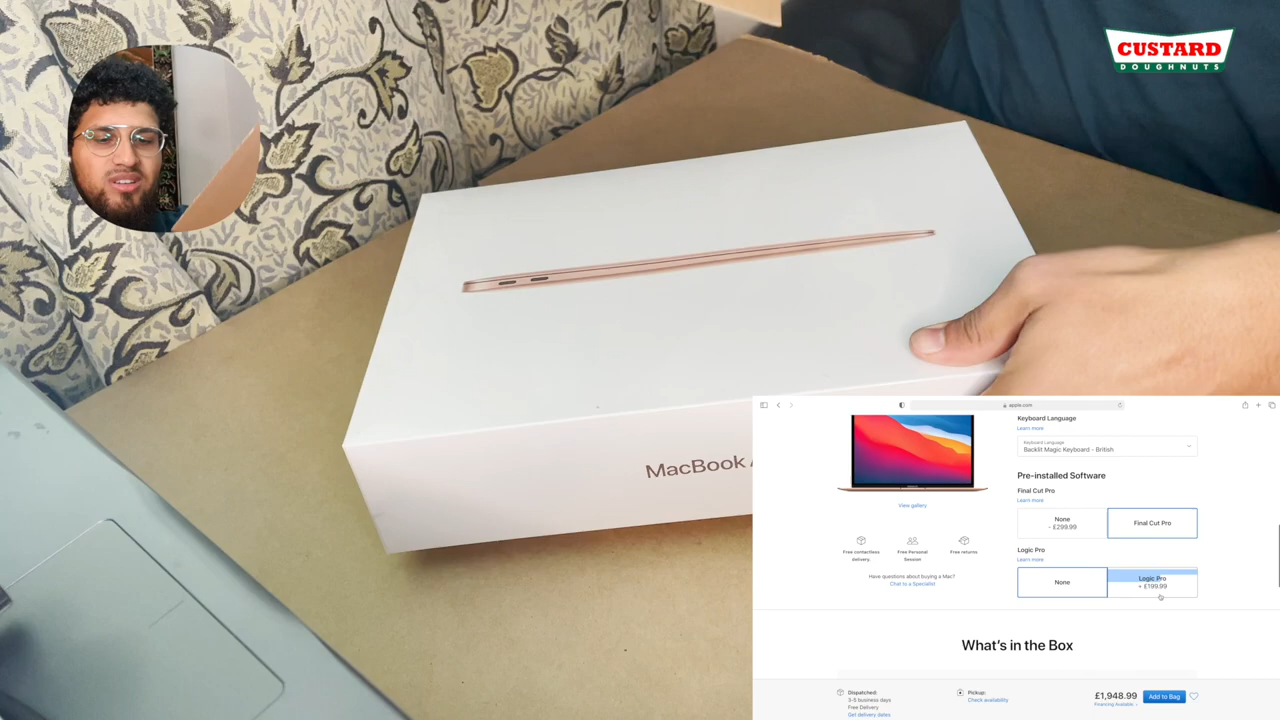 CUSTARD
DOUGHNUTS
MacBook
apple.com
Keyboard Language
Learn more
Keyboard Language
Backlit Magic Keyboard - British
Pre-installed Software
Final Cut Pro
Learn more
None
- £299.99
Final Cut Pro
Logic Pro
Learn more
None
Logic Pro
+ £199.99
View gallery
Free contactless
delivery.
Free Personal
Session
Free returns
Have questions about buying a Mac?
Chat to a Specialist
What's in the Box
Dispatched:
3-5 business days
Free Delivery
Get delivery dates
Pickup:
Check availability
£1,948.99
Financing Available
Add to Bag